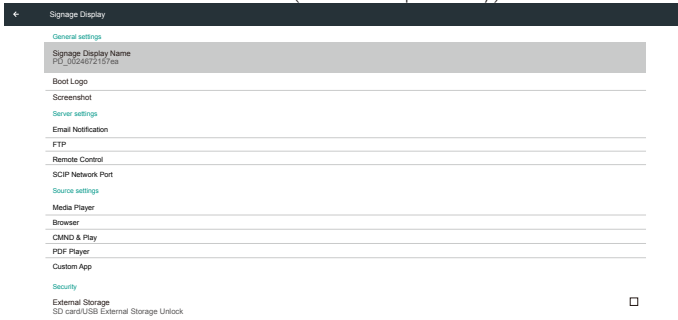 Signage Display
General settings
Signage Display Name
PD_0024672157ea
Boot Logo
Screenshot
Server settings
Email Notification
FTP
Remote Control
SCIP Network Port
Source settings
Media Player
Browser
CMND & Play
PDF Player
Custom App
Security
External Storage
SD card/USB External Storage Unlock